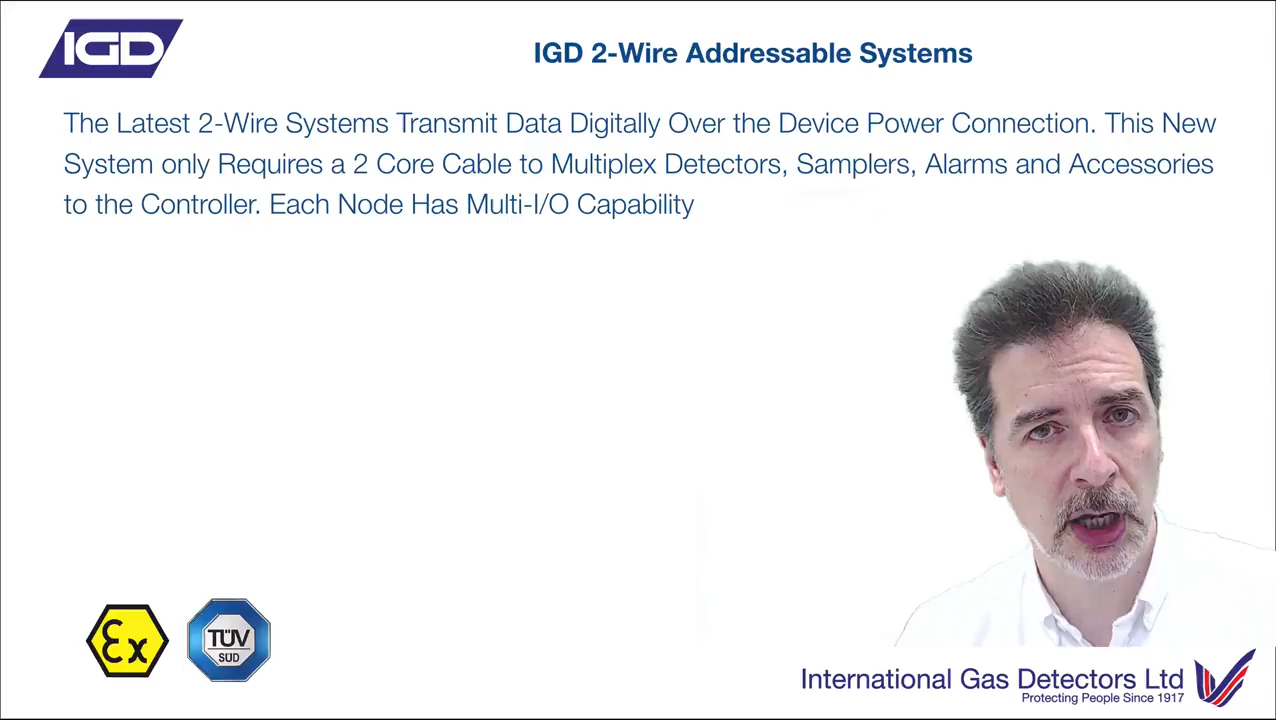 IGD
IGD 2-Wire Addressable Systems
The Latest 2-Wire Systems Transmit Data Digitally Over the Device Power Connection. This New
System only Requires a 2 Core Cable to Multiplex Detectors, Samplers, Alarms and Accessories
to the Controller. Each Node Has Multi-I/O Capability
Ex
TÜV
SÜD
International Gas Detectors Ltd
Protecting People Since 1917